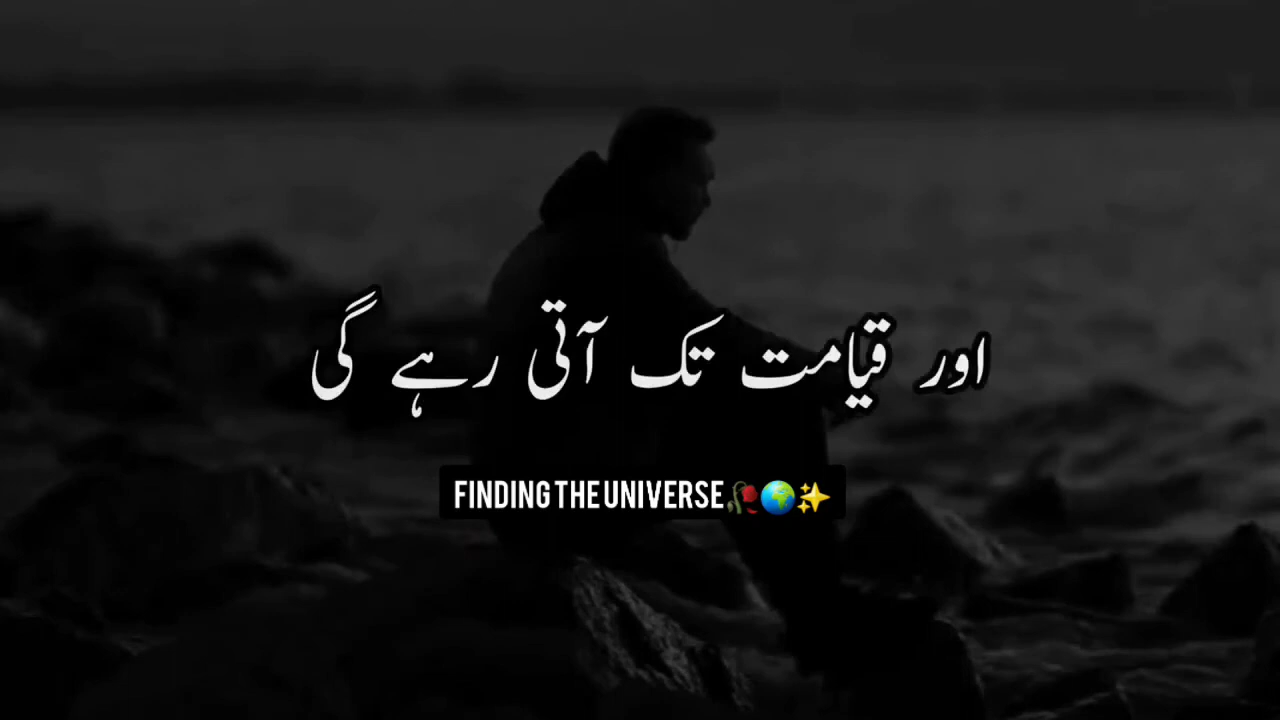 اور قیامت تک آتی رہے گی
FINDING THE UNIVERSE🥀🌍✨